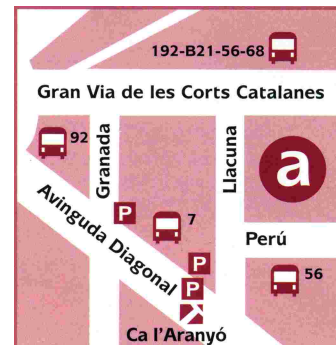 192-B21-56-68
Gran Via de les Corts Catalanes
92
Granada
Llacuna
a
P
7
Avinguda Diagonal
Perú
P
P
56
Ca l'Aranyó